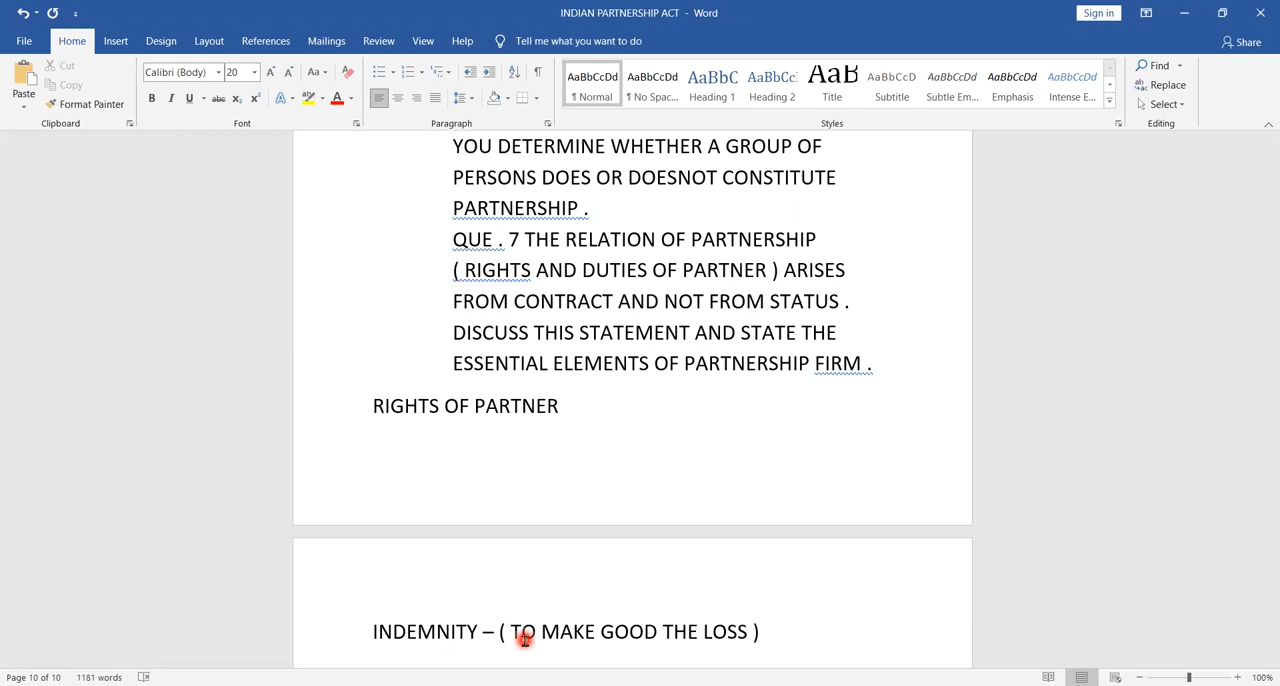 INDIAN PARTNERSHIP ACT - Word
Sign in
File Home Insert Design Layout References Mailings Review View Help Tell me what you want to do
Share
Paste
Cut
Copy
Format Painter
Clipboard
Calibri (Body) 20
Font
Paragraph
AaBbCcDd AaBbCcDd AaBbC AaBbCc AaB AaBbCcD AaBbCcDd AaBbCcDd AaBbCcDd
¶ Normal ¶ No Spac... Heading 1 Heading 2 Title Subtitle Subtle Em... Emphasis Intense E...
Styles
Find
Replace
Select
Editing
YOU DETERMINE WHETHER A GROUP OF
PERSONS DOES OR DOESNOT CONSTITUTE
PARTNERSHIP .
QUE . 7 THE RELATION OF PARTNERSHIP
( RIGHTS AND DUTIES OF PARTNER ) ARISES
FROM CONTRACT AND NOT FROM STATUS .
DISCUSS THIS STATEMENT AND STATE THE
ESSENTIAL ELEMENTS OF PARTNERSHIP FIRM .
RIGHTS OF PARTNER
INDEMNITY – ( TO MAKE GOOD THE LOSS )
Page 10 of 10 1181 words
100%